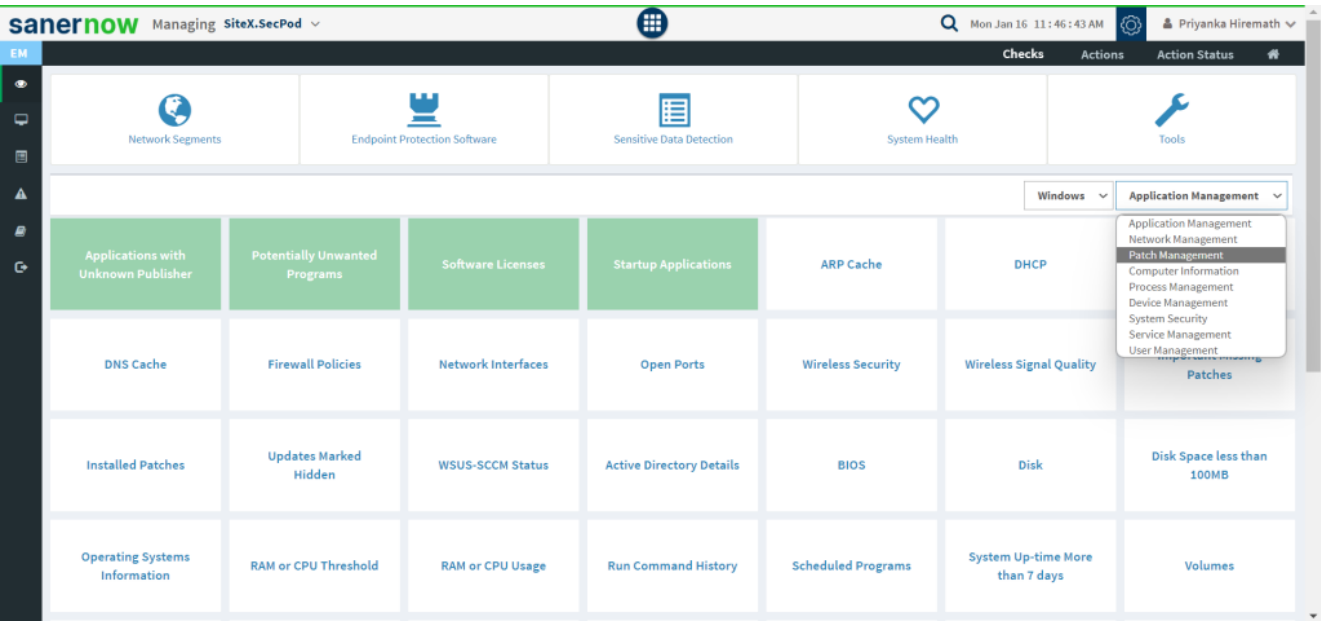 sanernow Managing SiteX.SecPod
Mon Jan 16 11:46:43 AM
Priyanka Hiremath
EM
Checks
Actions
Action Status
Network Segments
Endpoint Protection Software
Sensitive Data Detection
System Health
Tools
Windows
Application Management
Application Management
Network Management
Patch Management
Computer Information
Process Management
Device Management
System Security
Service Management
User Management
Applications with
Unknown Publisher
Potentially Unwanted
Programs
Software Licenses
Startup Applications
ARP Cache
DHCP
DNS Cache
Firewall Policies
Network Interfaces
Open Ports
Wireless Security
Wireless Signal Quality
Important Missing
Patches
Installed Patches
Updates Marked
Hidden
WSUS-SCCM Status
Active Directory Details
BIOS
Disk
Disk Space less than
100MB
Operating Systems
Information
RAM or CPU Threshold
RAM or CPU Usage
Run Command History
Scheduled Programs
System Up-time More
than 7 days
Volumes